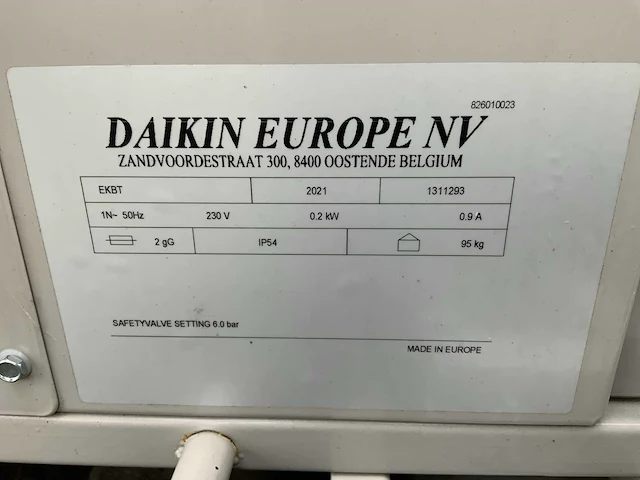 826010023
DAIKIN EUROPE NV
ZANDVOORDESTRAAT 300, 8400 OOSTENDE BELGIUM
EKBT 2021 1311293
1N~ 50Hz 230 V 0.2 kW 0.9 A
2 gG IP54 95 kg
SAFETYVALVE SETTING 6.0 bar
MADE IN EUROPE